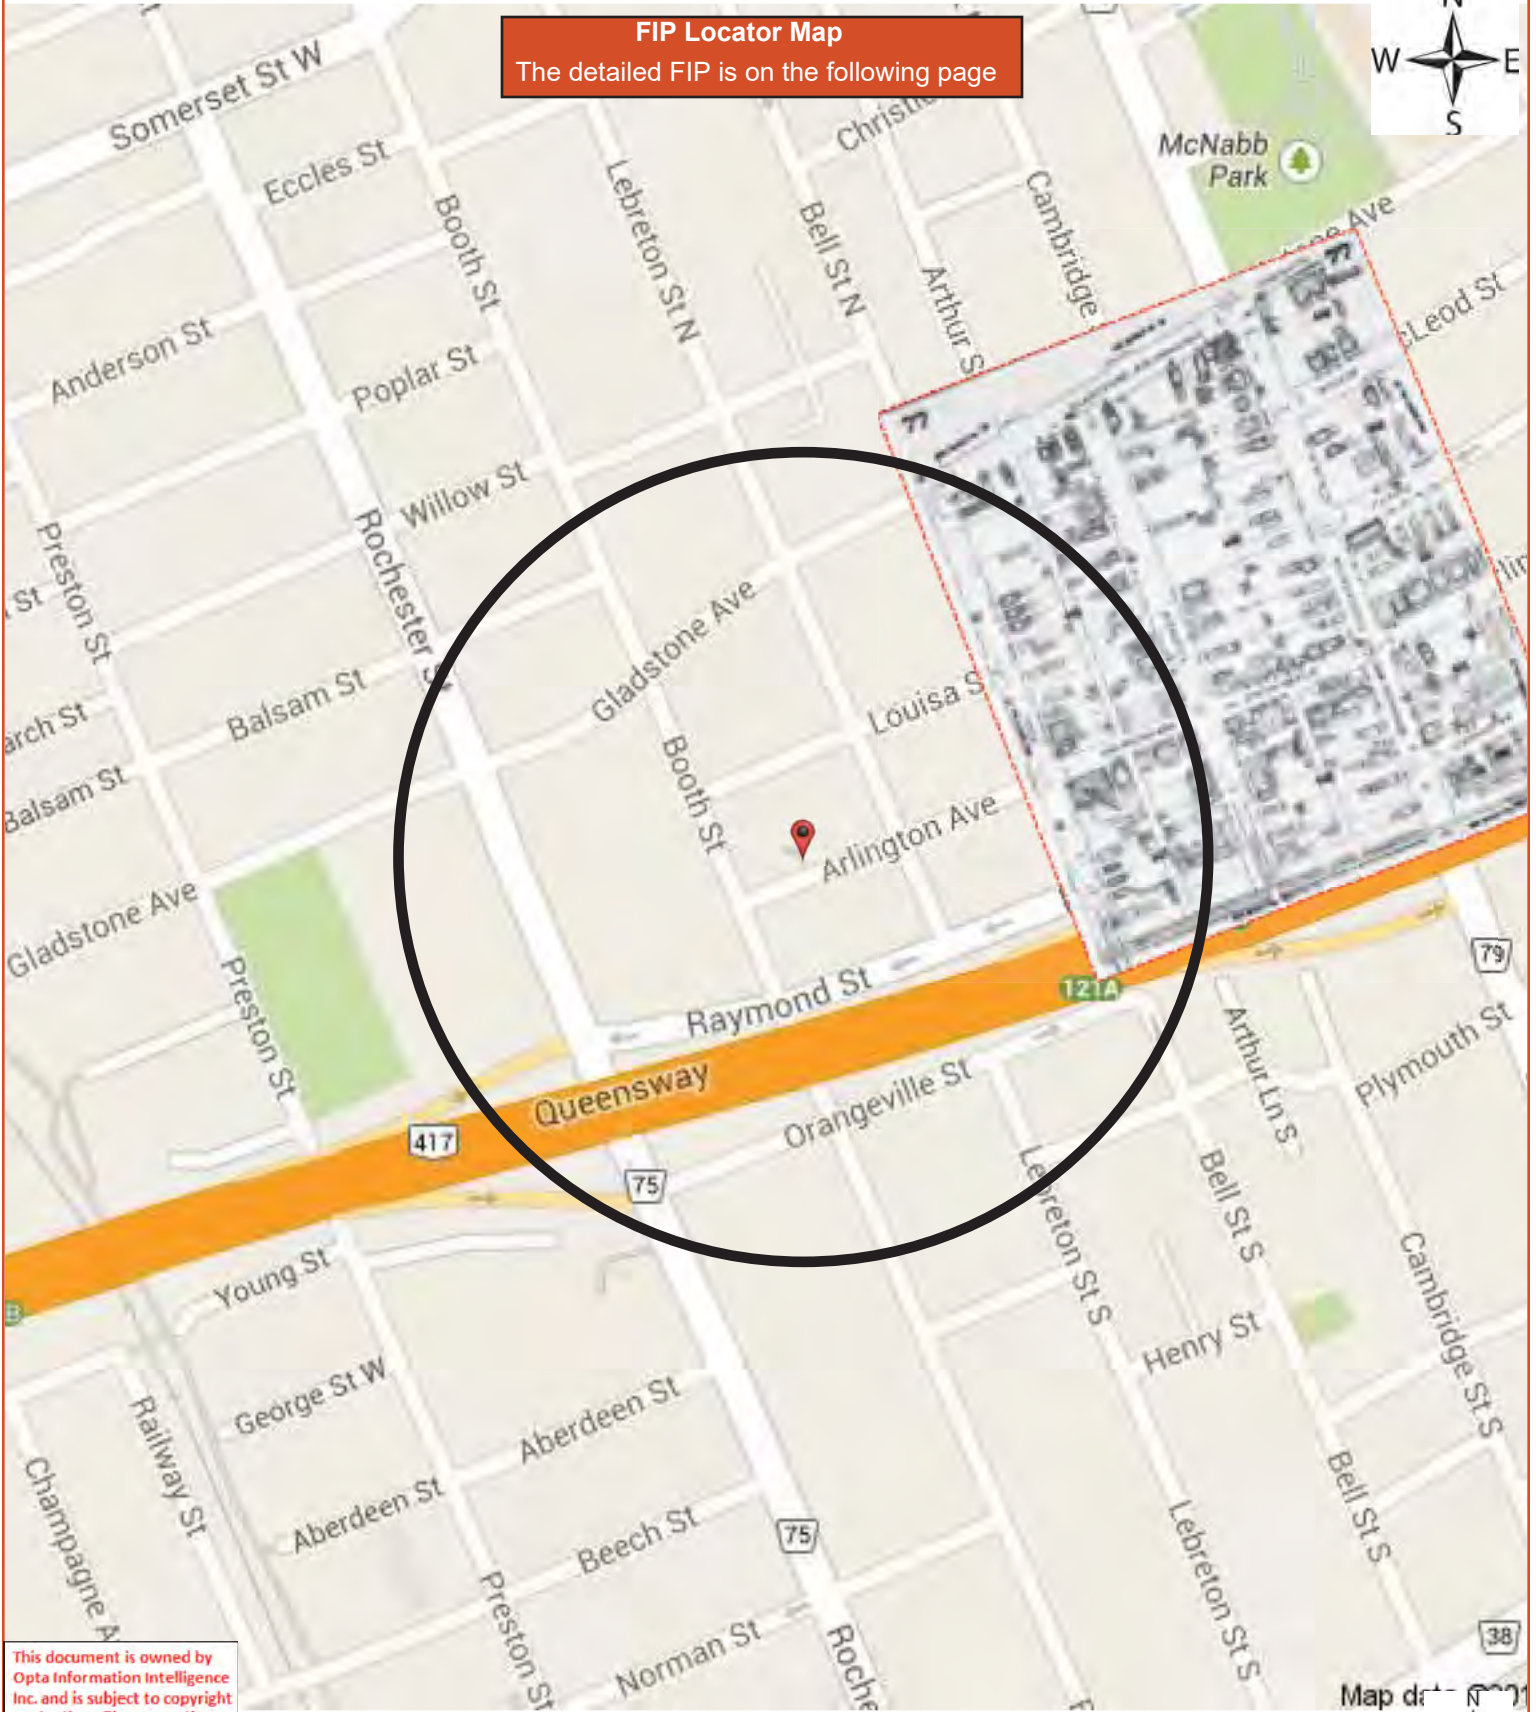 FIP Locator Map
The detailed FIP is on the following page
N
W
E
S
Somerset St W
Eccles St
McNabb
Park
Booth St
Lebreton St N
Bell St N
Cambridge
Arthur S
Anderson St
Poplar St
77
Willow St
Preston St
Rochester St
St
Gladstone Ave
Balsam St
Louisa S
Balsam St
Booth St
Arlington Ave
Gladstone Ave
Preston St
Raymond St
121A
79
Queensway
417
Orangeville St
Arthur Ln S
Plymouth St
75
Lebreton St S
Bell St S
Young St
B
Cambridge St S
Henry St
George St W
Railway St
Aberdeen St
Aberdeen St
Champagne A
Beech St
75
Bell St S
Lebreton St S
Preston St
Norman St
Roche
38
This document is owned by
Opta Information Intelligence
Inc. and is subject to copyright
Map
N